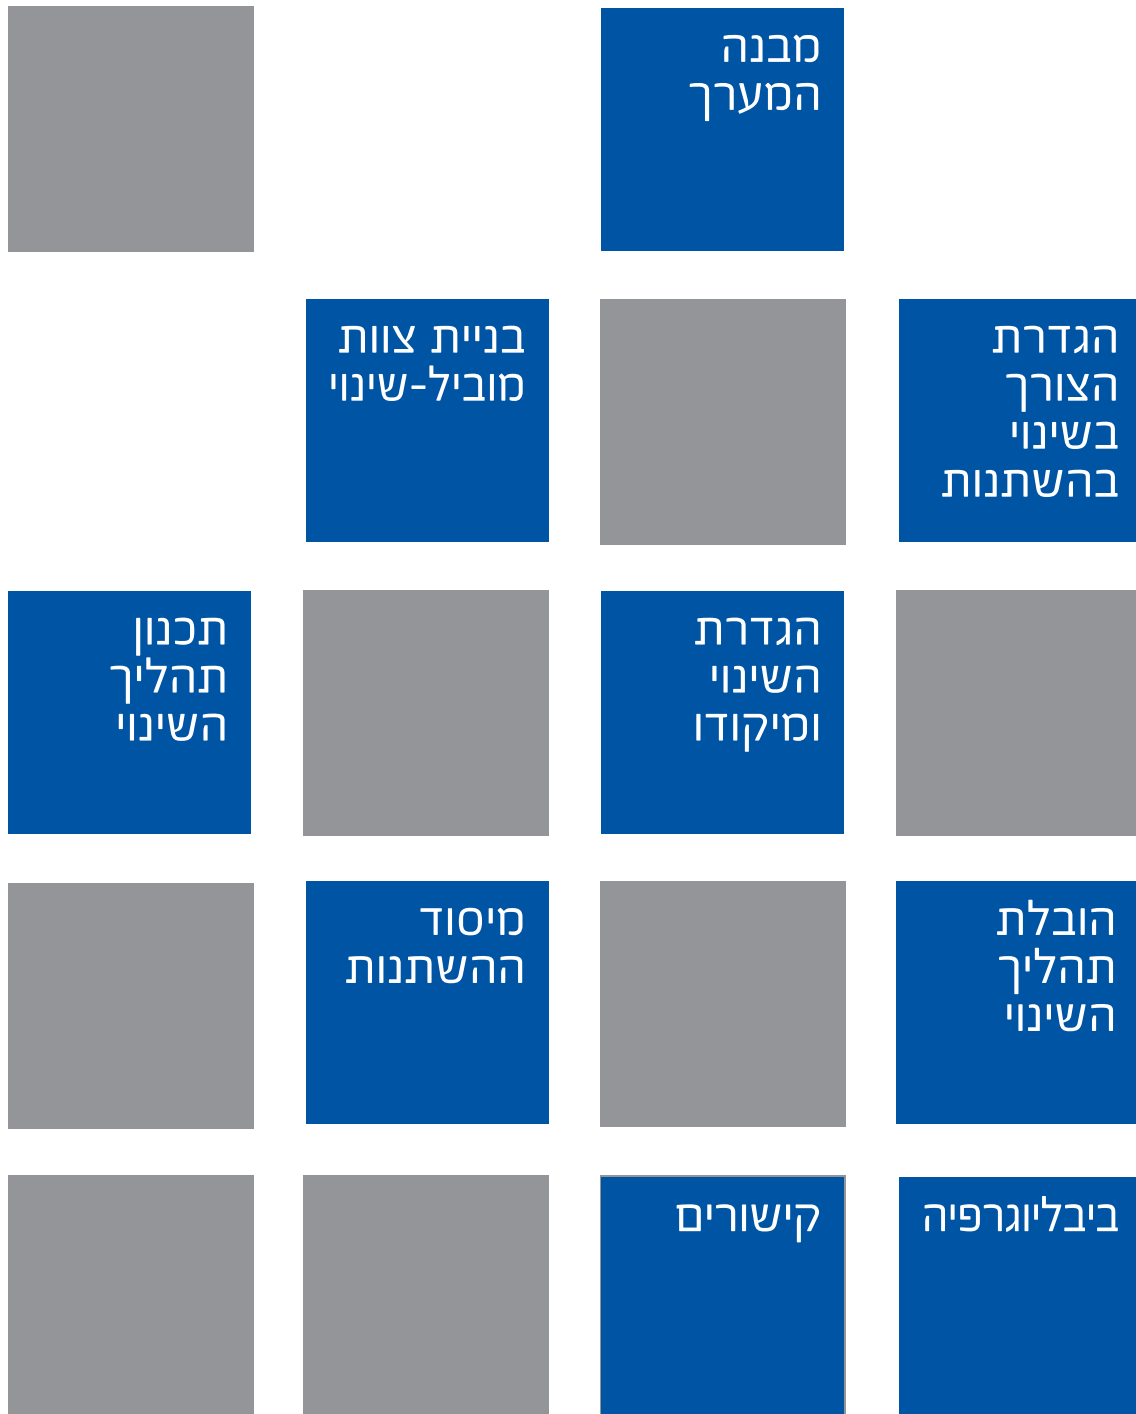 מבנה
המערך
הגדרת
הצורך
בשינוי
בהשתנות
בניית צוות
מוביל-שינוי
הגדרת
השינוי
ומיקודו
תכנון
תהליך
השינוי
הובלת
תהליך
השינוי
מיסוד
ההשתנות
ביבליוגרפיה
קישורים